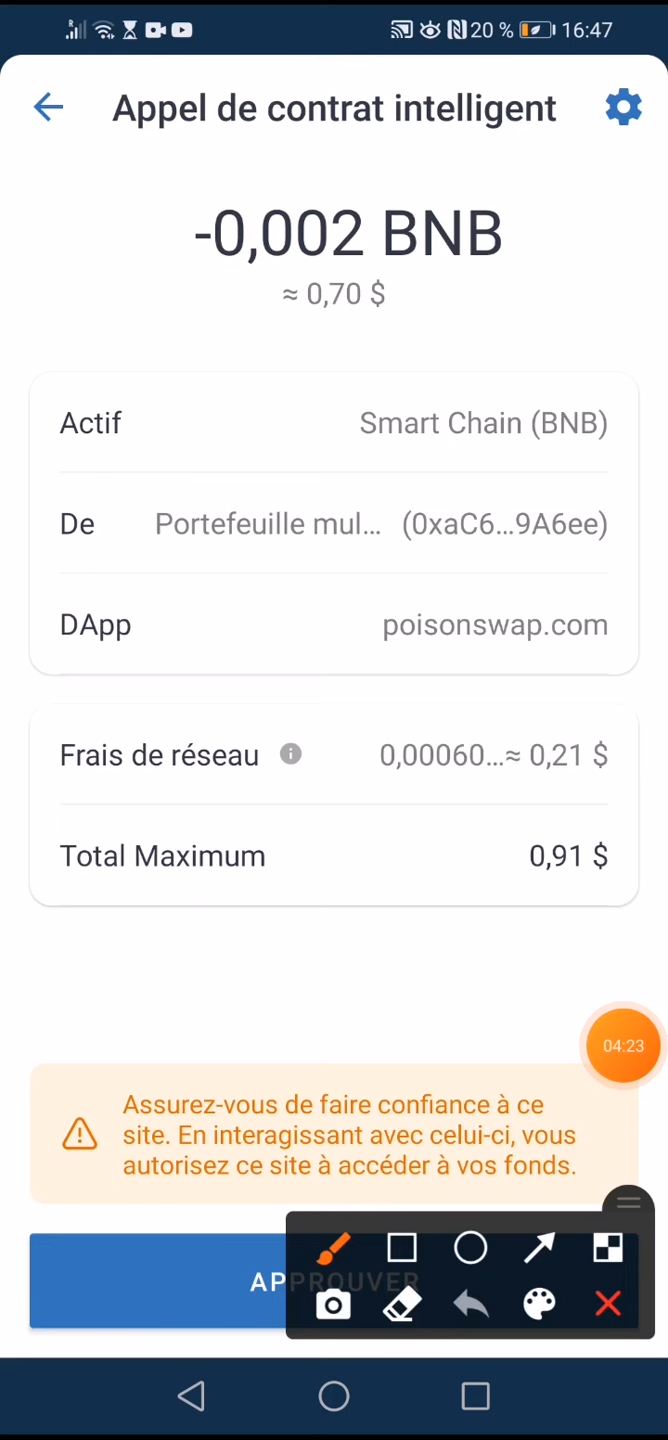 20 % 16:47
Appel de contrat intelligent
-0,002 BNB
≈ 0,70 $
Actif Smart Chain (BNB)
De Portefeuille mul... (0xaC6...9A6ee)
DApp poisonswap.com
Frais de réseau 0,00060...≈ 0,21 $
Total Maximum 0,91 $
04:23
Assurez-vous de faire confiance à ce
site. En interagissant avec celui-ci, vous
autorisez ce site à accéder à vos fonds.
APPROUVER